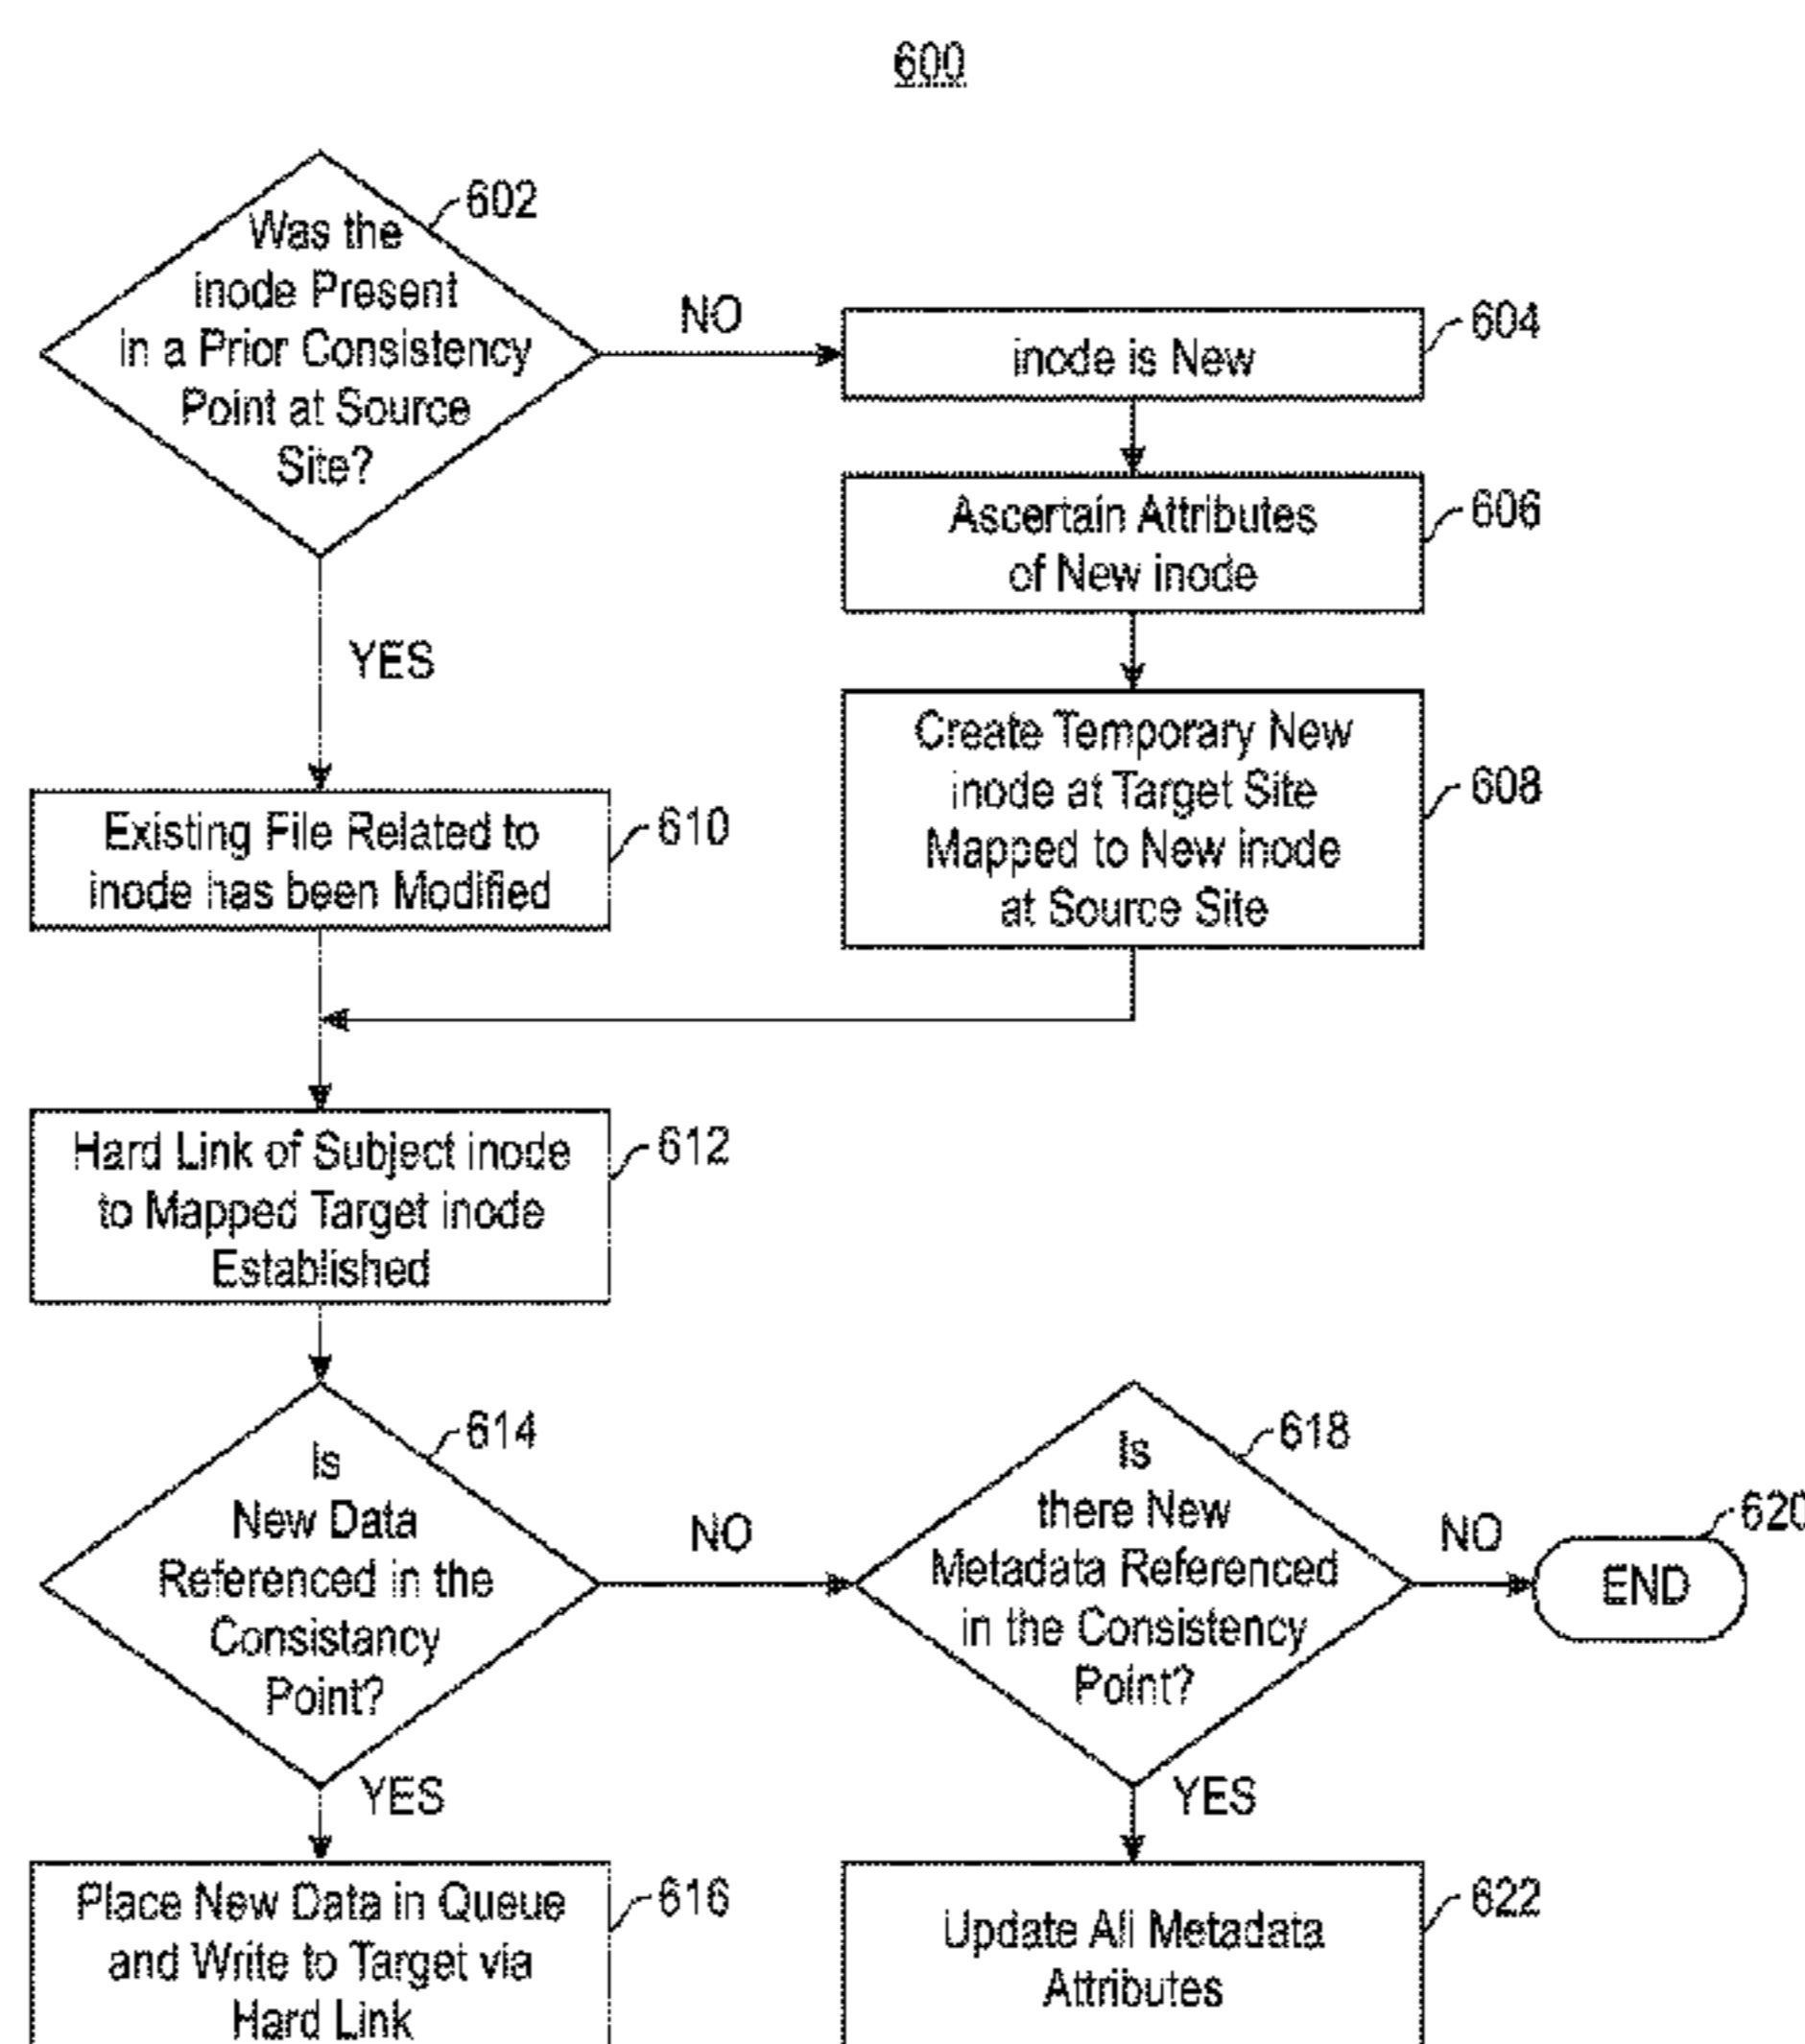 600
602
Was the
inode Present
in a Prior Consistency
Point at Source
Site?
NO
604
inode is New
606
Ascertain Attributes
of New inode
YES
608
Create Temporary New
inode at Target Site
Mapped to New inode
at Source Site
610
Existing File Related to
inode has been Modified
612
Hard Link of Subject inode
to Mapped Target inode
Established
614
Is
New Data
Referenced in the
Consistancy
Point?
NO
618
Is
there New
Metadata Referenced
in the Consistency
Point?
NO
620
END
YES
YES
616
Place New Data in Queue
and Write to Target via
Hard Link
622
Update All Metadata
Attributes